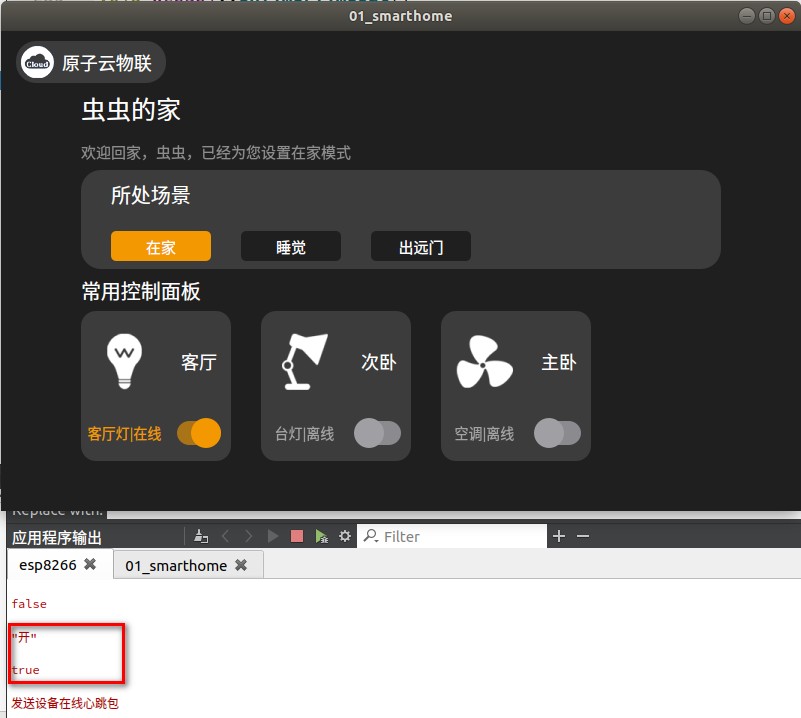 01_smarthome
Cloud 原子云物联
虫虫的家
欢迎回家，虫虫，已经为您设置在家模式
所处场景
在家 睡觉 出远门
常用控制面板
客厅 次卧 主卧
客厅灯|在线 台灯|离线 空调|离线
Replace with:
应用程序输出 Filter
esp8266 01_smarthome
false
"开"
true
发送设备在线心跳包